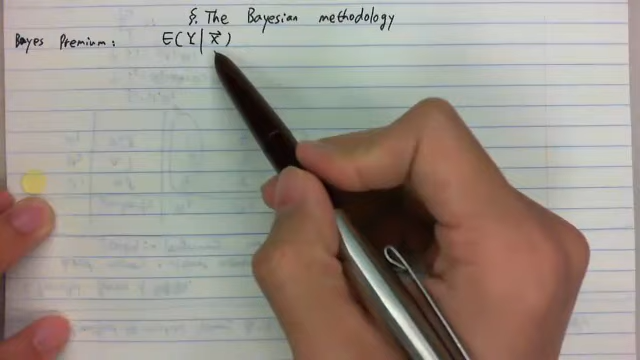 §. The Bayesian methodology
Bayes Premium: E(Y|X⃗)